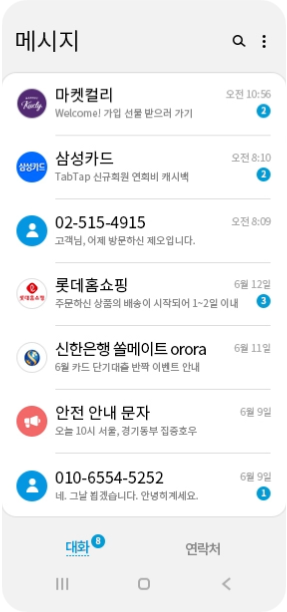 메시지
마켓컬리
오전 10:56
Kurly
Welcome! 가입 선물 받으러 가기
2
삼성카드
오전 8:10
삼성카드
TabTap 신규회원 연회비 캐시백
2
02-515-4915
오전 8:09
고객님, 어제 방문하신 제오입니다.
롯데홈쇼핑
6월 12일
롯데홈쇼핑
주문하신 상품의 배송이 시작되어 1~2일 이내
3
신한은행 쏠메이트 orora
6월 11일
6월 카드 단기대출 반짝 이벤트 안내
안전 안내 문자
6월 9일
오늘 10시 서울, 경기동부 집중호우
010-6554-5252
6월 9일
네. 그날 뵙겠습니다. 안녕히계세요.
1
대화
8
연락처